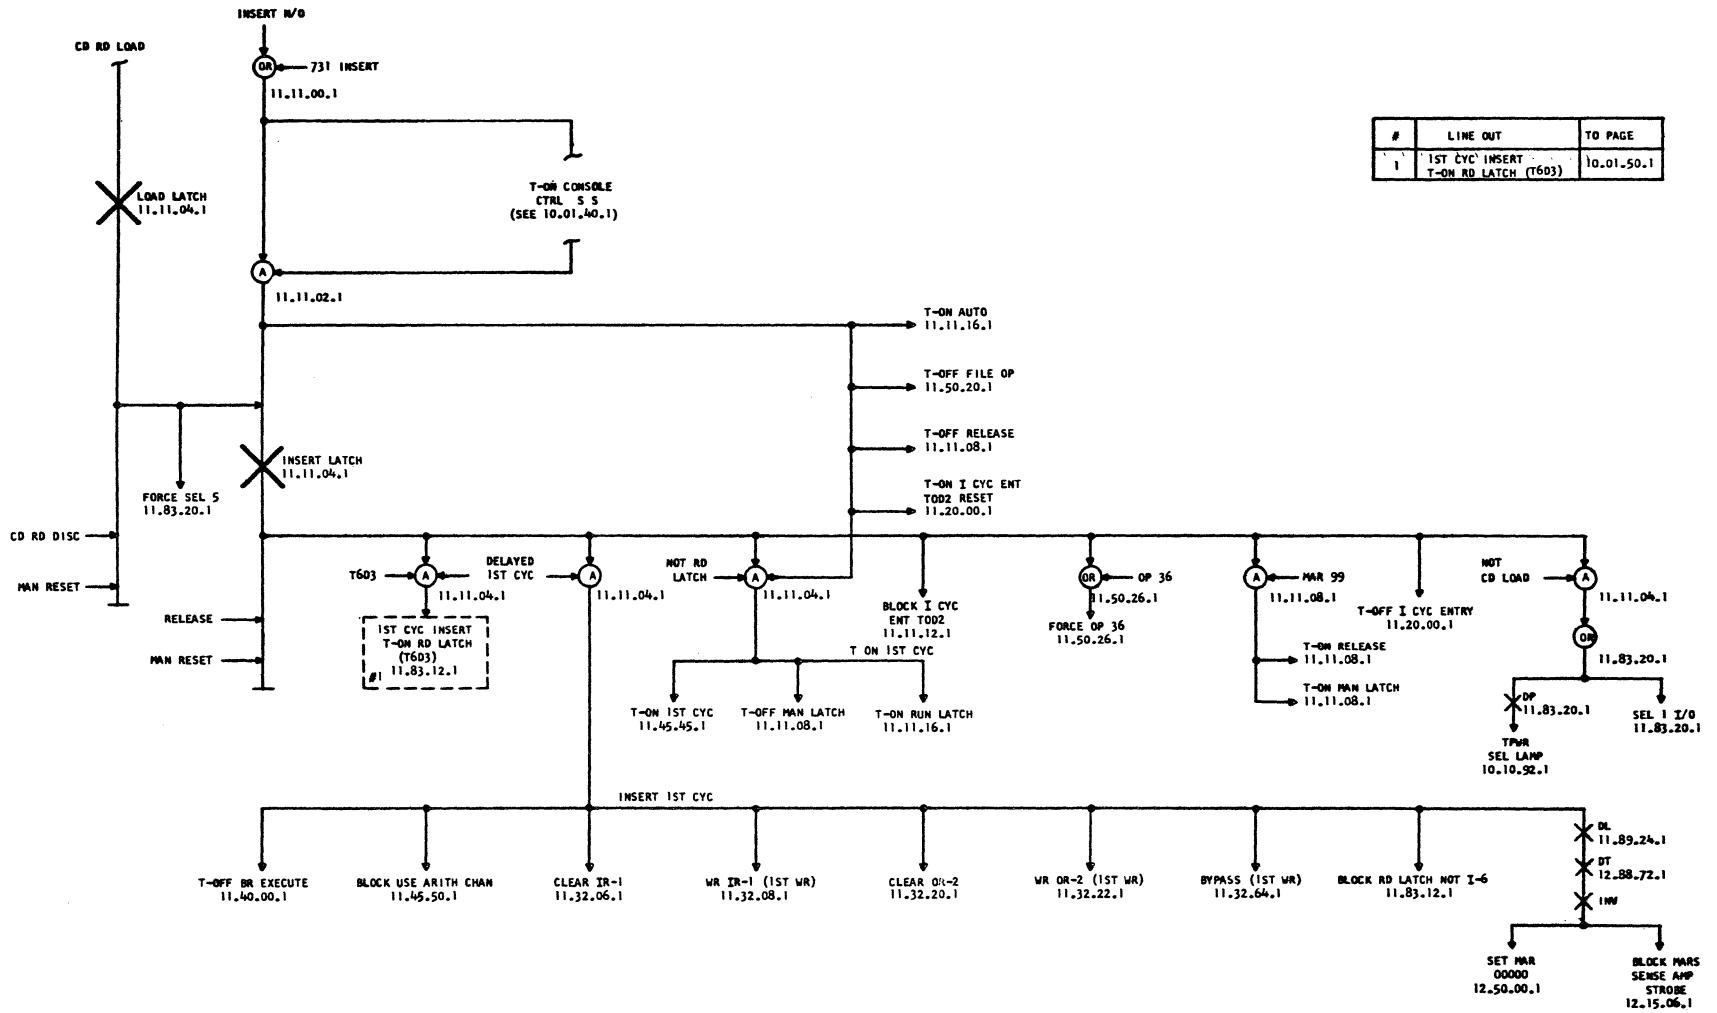 INSERT N/O
CD RD LOAD
OR
731 INSERT
11.11.00.1
# LINE OUT TO PAGE
1 1ST CYC INSERT
T-ON RD LATCH (T6D3)
10.01.50.1
LOAD LATCH
11.11.04.1
T-ON CONSOLE
CTRL S S
(SEE 10.01.40.1)
A
11.11.02.1
T-ON AUTO
11.11.16.1
T-OFF FILE OP
11.50.20.1
T-OFF RELEASE
11.11.08.1
INSERT LATCH
11.11.04.1
T-ON I CYC ENT
TOD2 RESET
11.20.00.1
FORCE SEL 5
11.83.20.1
CD RD DISC
MAN RESET
RELEASE
MAN RESET
T6D3
A
11.11.04.1
DELAYED
1ST CYC
A
11.11.04.1
NOT RD
LATCH
A
11.11.04.1
BLOCK I CYC
ENT TOD2
11.11.12.1
OR
OP 36
11.50.26.1
FORCE OP 36
11.50.26.1
A
MAR 99
11.11.08.1
T-OFF I CYC ENTRY
11.20.00.1
NOT
CD LOAD
A
11.11.04.1
OR
11.83.20.1
1ST CYC INSERT
T-ON RD LATCH
(T6D3)
11.83.12.1
#1
T ON 1ST CYC
T-ON 1ST CYC
11.45.45.1
T-OFF MAN LATCH
11.11.08.1
T-ON RUN LATCH
11.11.16.1
T-ON RELEASE
11.11.08.1
T-ON MAN LATCH
11.11.08.1
DP
11.83.20.1
SEL 1 I/O
11.83.20.1
TPWR
SEL LAMP
10.10.92.1
INSERT 1ST CYC
DL
11.89.24.1
DT
12.88.72.1
INV
T-OFF BR EXECUTE
11.40.00.1
BLOCK USE ARITH CHAN
11.45.50.1
CLEAR IR-1
11.32.06.1
WR IR-1 (1ST WR)
11.32.08.1
CLEAR OR-2
11.32.20.1
WR OR-2 (1ST WR)
11.32.22.1
BYPASS (1ST WR)
11.32.64.1
BLOCK RD LATCH NOT I-6
11.83.12.1
SET MAR
00000
12.50.00.1
BLOCK MARS
SENSE AMP
STROBE
12.15.06.1